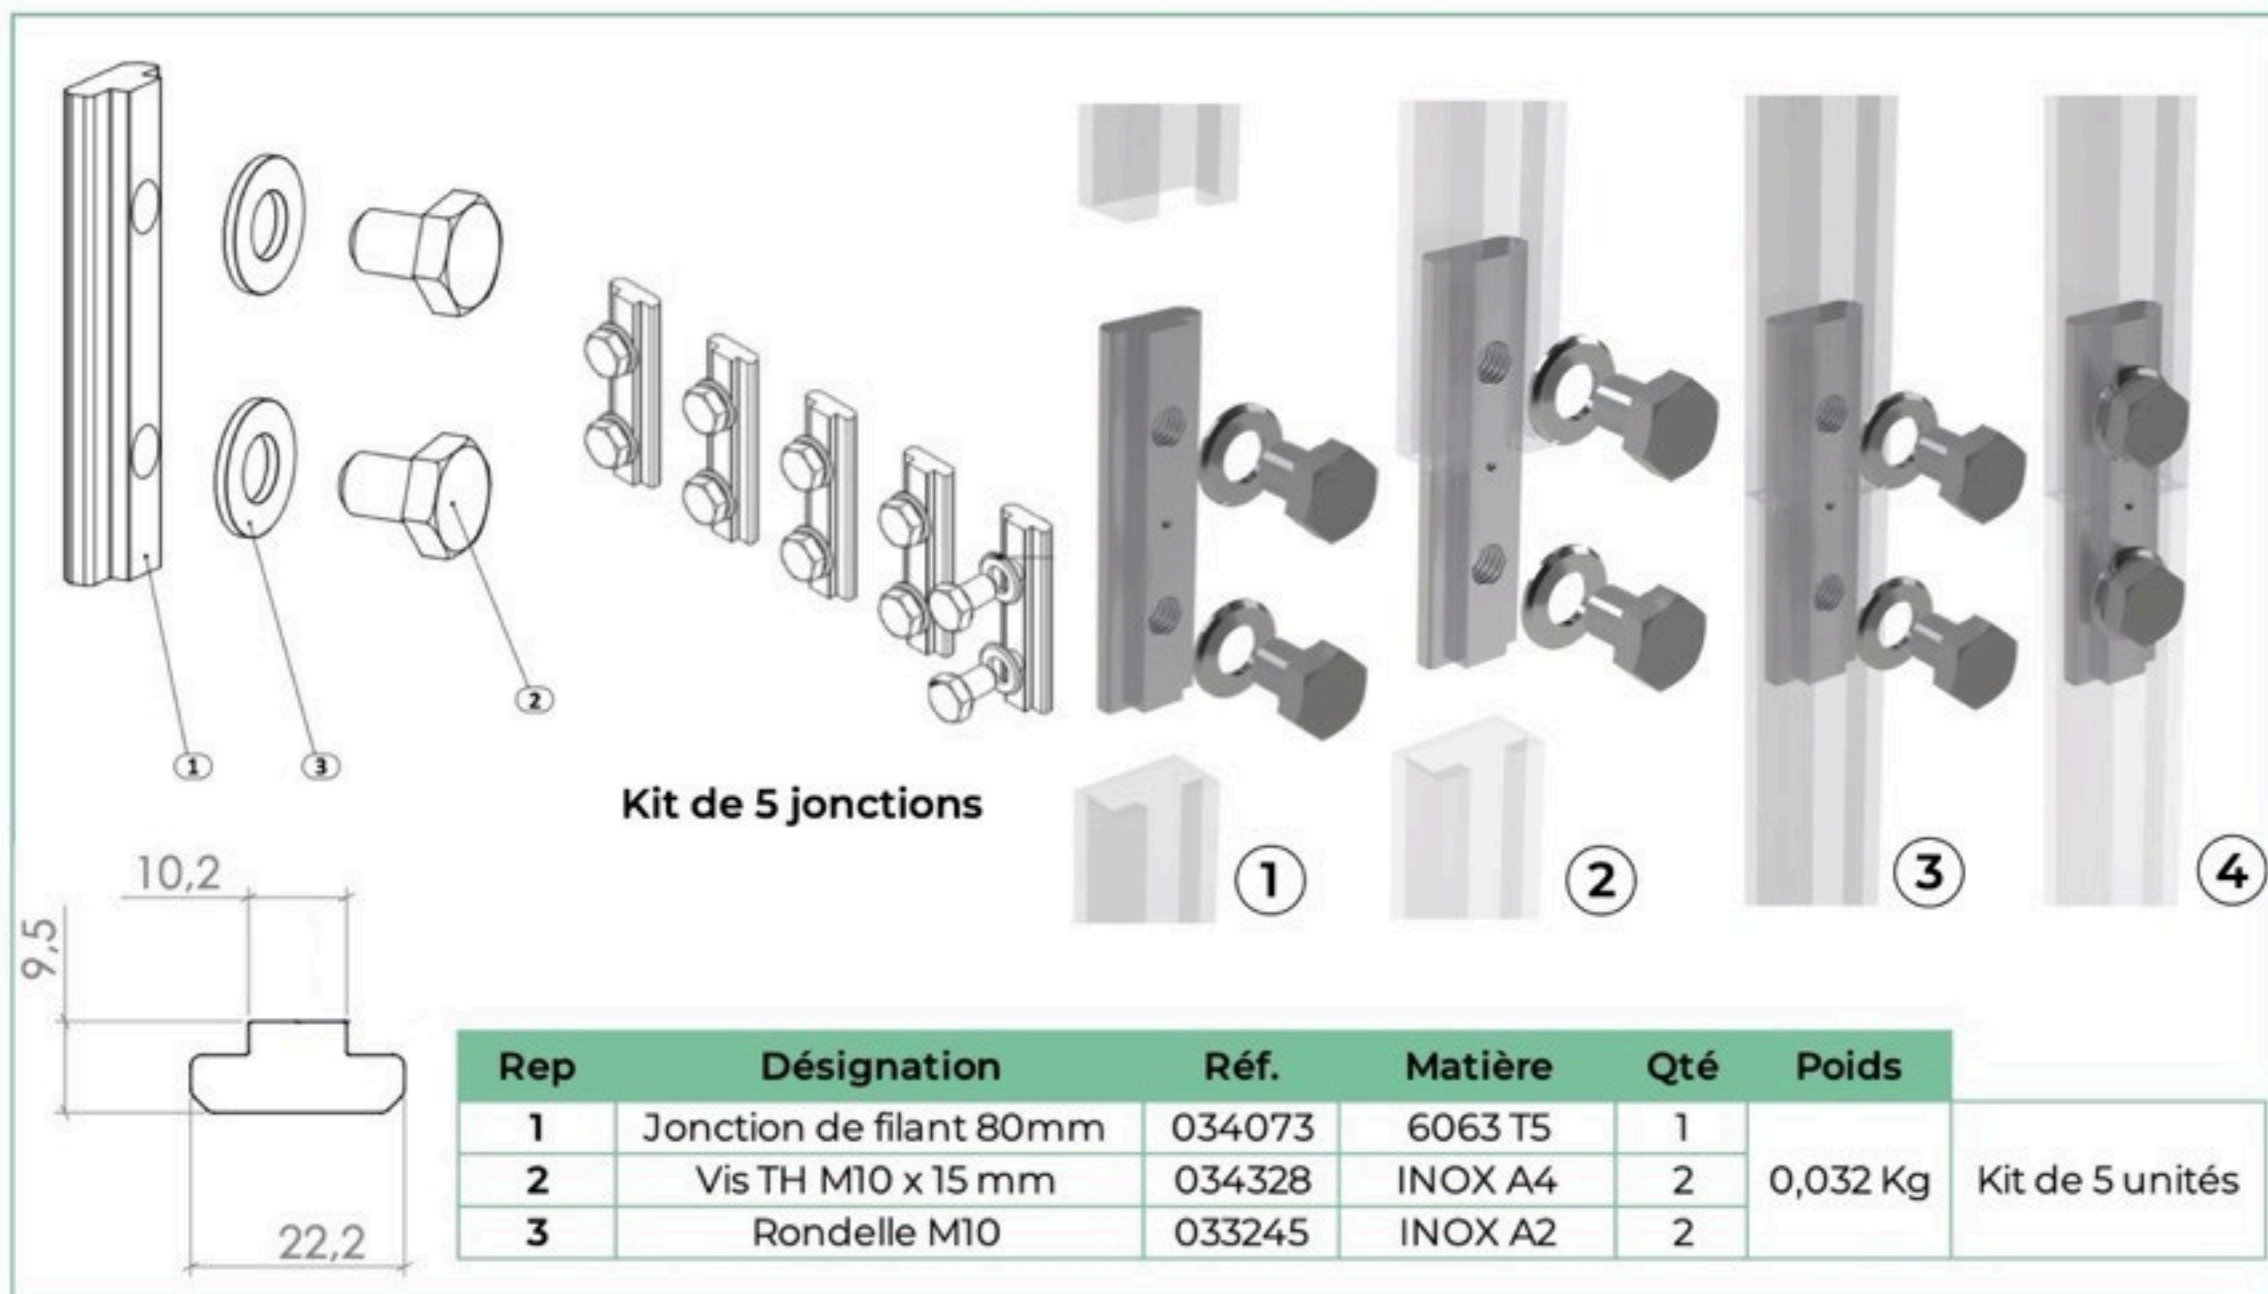 1
3
2
Kit de 5 jonctions
1
2
3
4
10,2
9,5
22,2
Rep Désignation Réf. Matière Qté Poids
1 Jonction de filant 80mm 034073 6063 T5 1
2 Vis TH M10 x 15 mm 034328 INOX A4 2 0,032 Kg Kit de 5 unités
3 Rondelle M10 033245 INOX A2 2